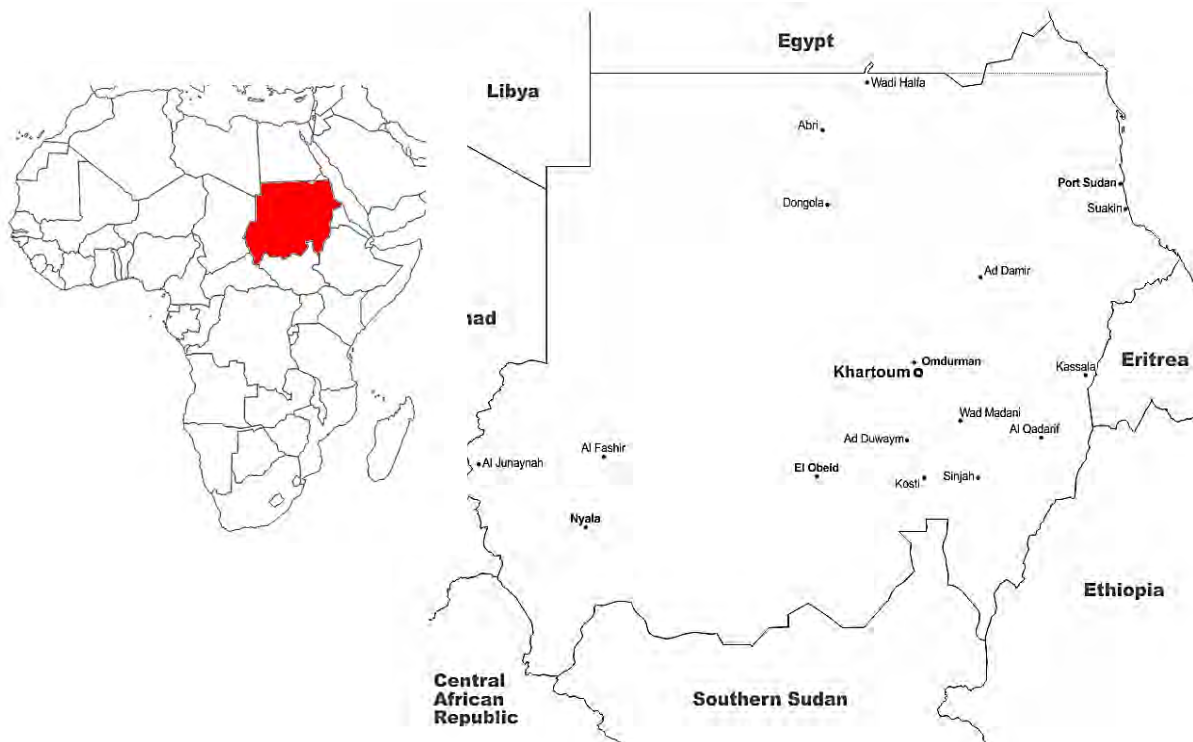 Egypt
Wadi Halfa
Libya
Abri
Port Sudan
Dongola
Suakin
Ad Damir
had
Omdurman
Khartoum
Kassala
Eritrea
Wad Madani
Al Qadarif
Ad Duwaym
Al Fashir
Al Junaynah
El Obeid
Kosti
Sinjah
Nyala
Ethiopia
Central
African
Republic
Southern Sudan